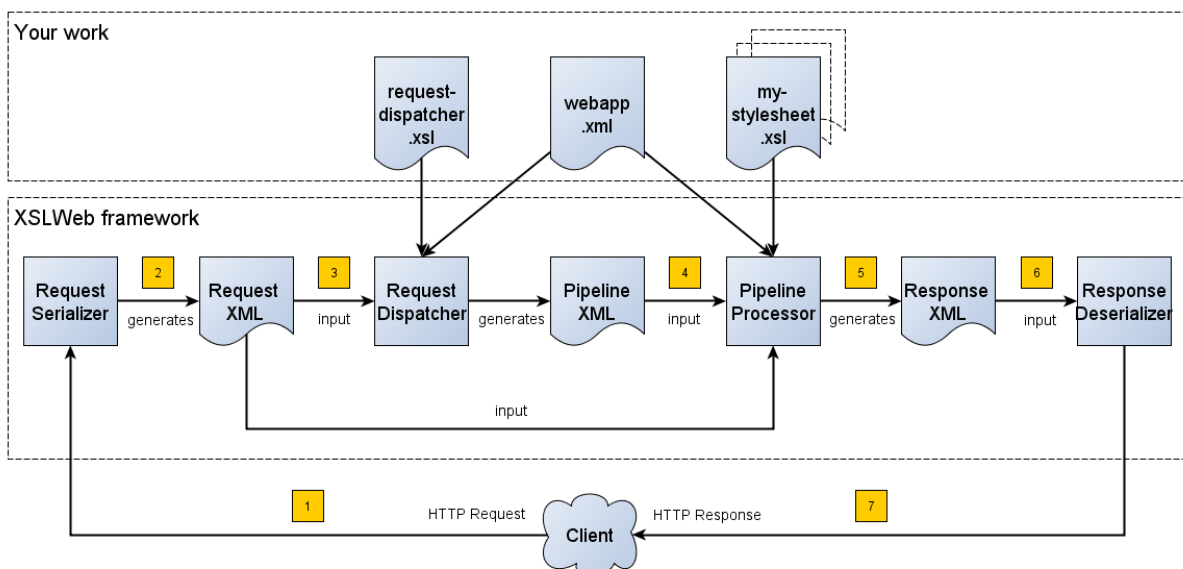 Your work
request-
dispatcher
.xsl
webapp
.xml
my-
stylesheet
.xsl
XSLWeb framework
2
3
4
5
6
Request
Serializer
generates
Request
XML
input
Request
Dispatcher
generates
Pipeline
XML
input
Pipeline
Processor
generates
Response
XML
input
Response
Deserializer
input
1
7
HTTP Request
HTTP Response
Client